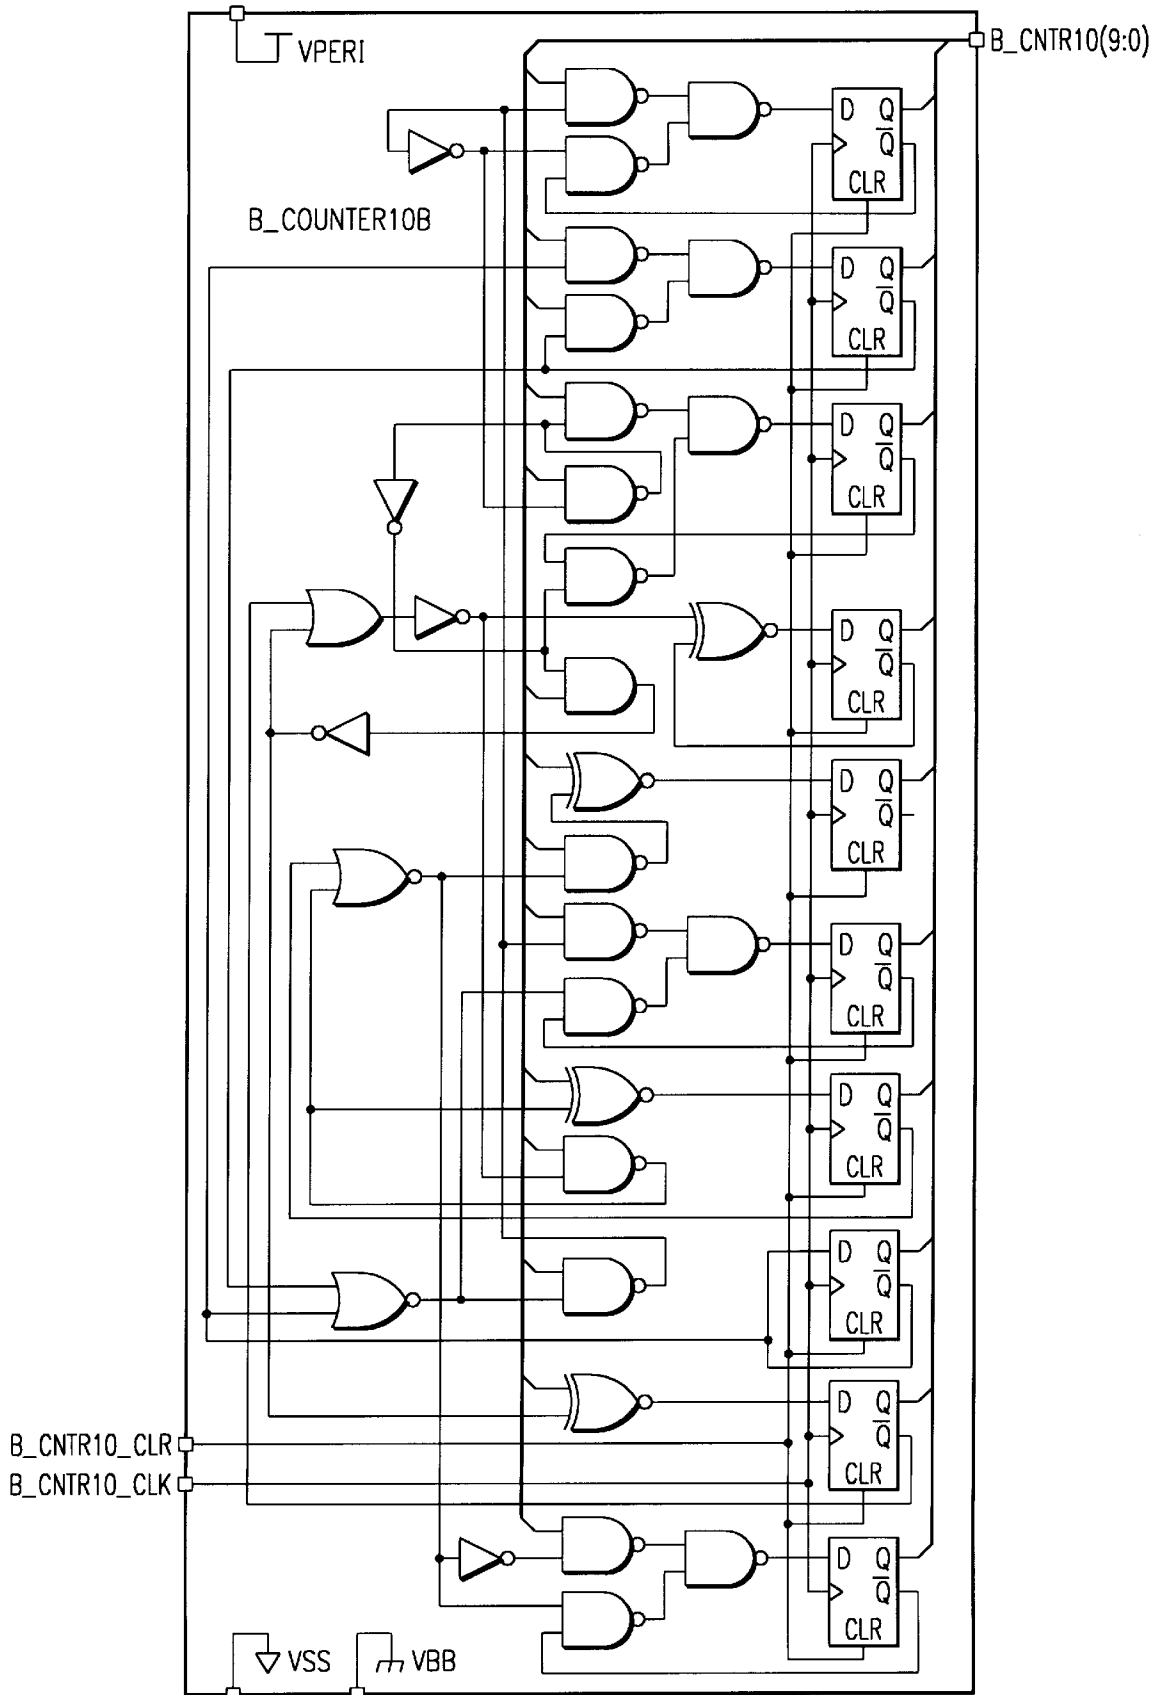 VPERI
B_CNTR10(9:0)
D Q
Q
CLR
B_COUNTER10B
D Q
Q
CLR
D Q
Q
CLR
D Q
Q
CLR
D Q
Q
CLR
D Q
Q
CLR
D Q
Q
CLR
D Q
Q
CLR
D Q
Q
CLR
B_CNTR10_CLR
B_CNTR10_CLK
D Q
Q
CLR
VSS
VBB